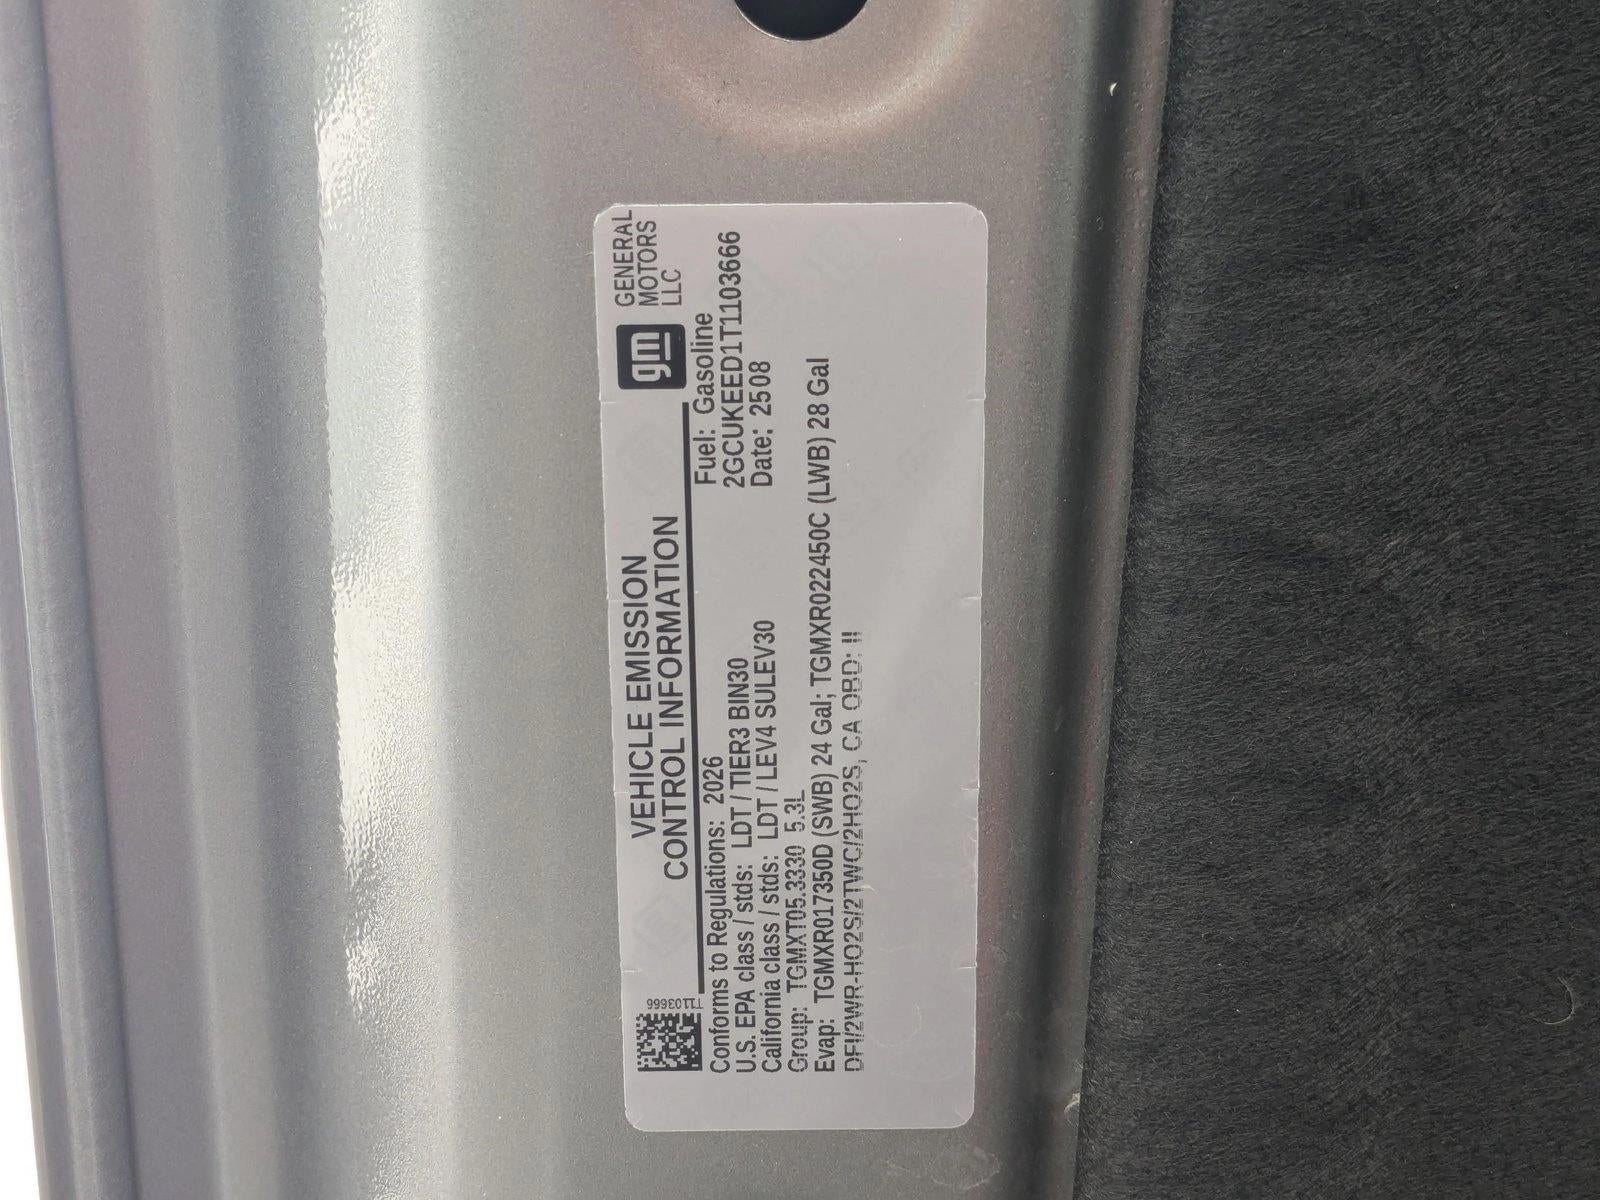 T1103666
VEHICLE EMISSION
CONTROL INFORMATION
gm
GENERAL
MOTORS
LLC
Conforms to Regulations: 2026
Fuel: Gasoline
U.S. EPA class / stds: LDT / TIER3 BIN30
2GCUKEED1T1103666
California class / stds: LDT / LEV4 SULEV30
Date: 2508
Group: TGMXT05.3330 5.3L
Evap: TGMXR017350D (SWB) 24 Gal; TGMXR022450C (LWB) 28 Gal
DFI/2WR-HO2S/2TWC/2HO2S, CA OBD: II